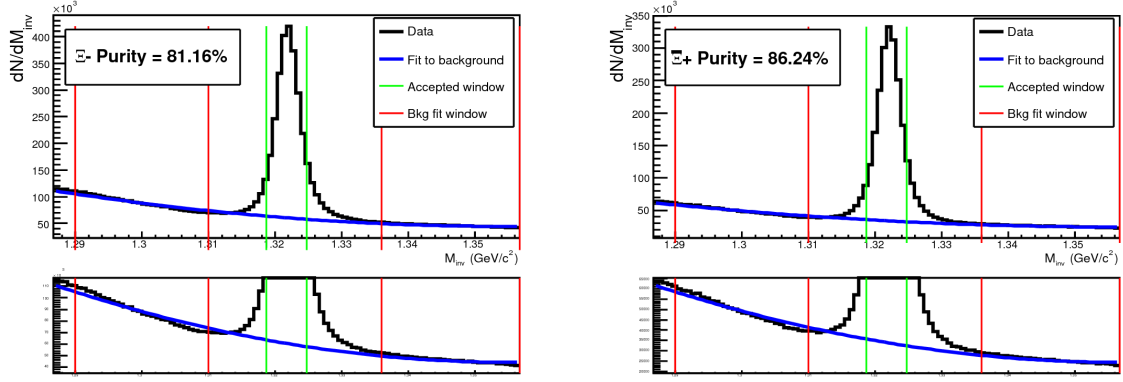 ×10³
dN/dM_inv
400
350
300
250
200
150
100
50
Ξ- Purity = 81.16%
Data
Fit to background
Accepted window
Bkg fit window
1.29 1.3 1.31 1.32 1.33 1.34 1.35
M_inv (GeV/c²)
×10³
dN/dM_inv
350
300
250
200
150
100
50
Ξ̅+ Purity = 86.24%
Data
Fit to background
Accepted window
Bkg fit window
1.29 1.3 1.31 1.32 1.33 1.34 1.35
M_inv (GeV/c²)